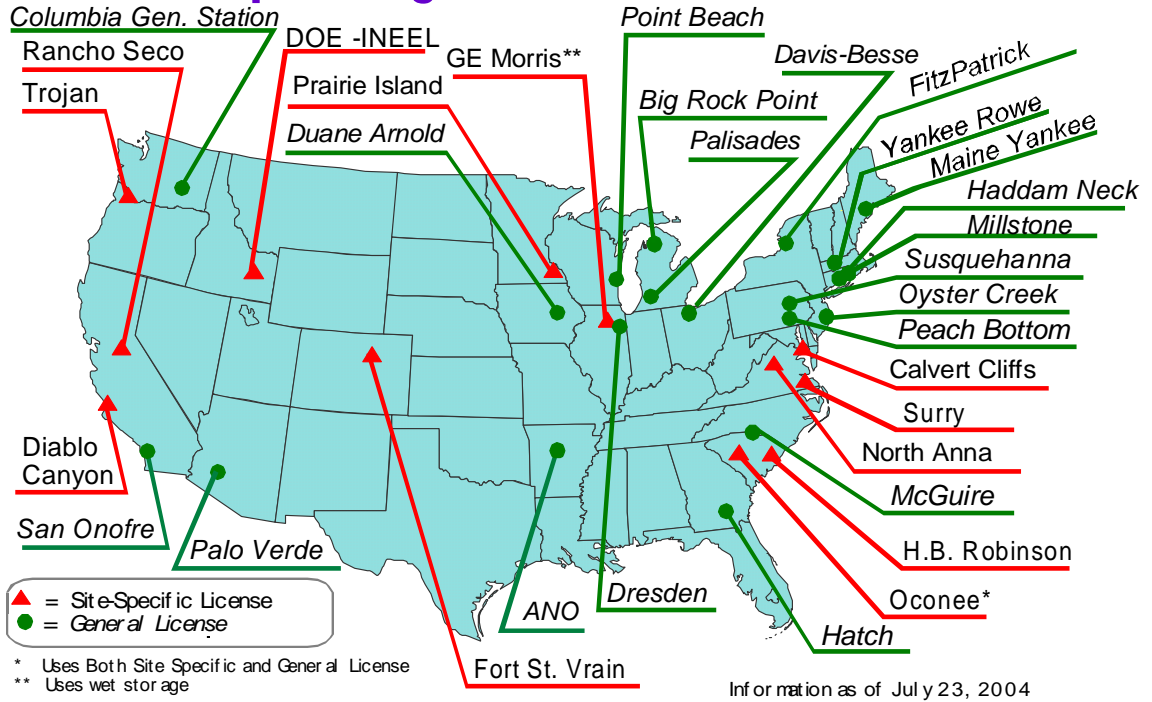 Columbia Gen. Station
Rancho Seco
Trojan
DOE -INEEL
Prairie Island
Duane Arnold
GE Morris**
Point Beach
Big Rock Point
Palisades
Davis-Besse
FitzPatrick
Yankee Rowe
Maine Yankee
Haddam Neck
Millstone
Susquehanna
Oyster Creek
Peach Bottom
Calvert Cliffs
Surry
North Anna
McGuire
H.B. Robinson
Oconee*
Hatch
Dresden
ANO
Fort St. Vrain
Diablo
Canyon
San Onofre
Palo Verde
= Site-Specific License
= General License
* Uses Both Site Specific and General License
** Uses wet storage
Information as of July 23, 2004